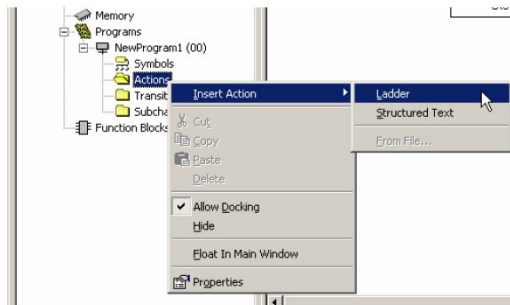 Memory
Programs
NewProgram1 (00)
Symbols
Actions
Transit
Subcha
Function Blocks
Insert Action
Cut
Copy
Paste
Delete
Allow Docking
Hide
Float In Main Window
Properties
Ladder
Structured Text
From File...